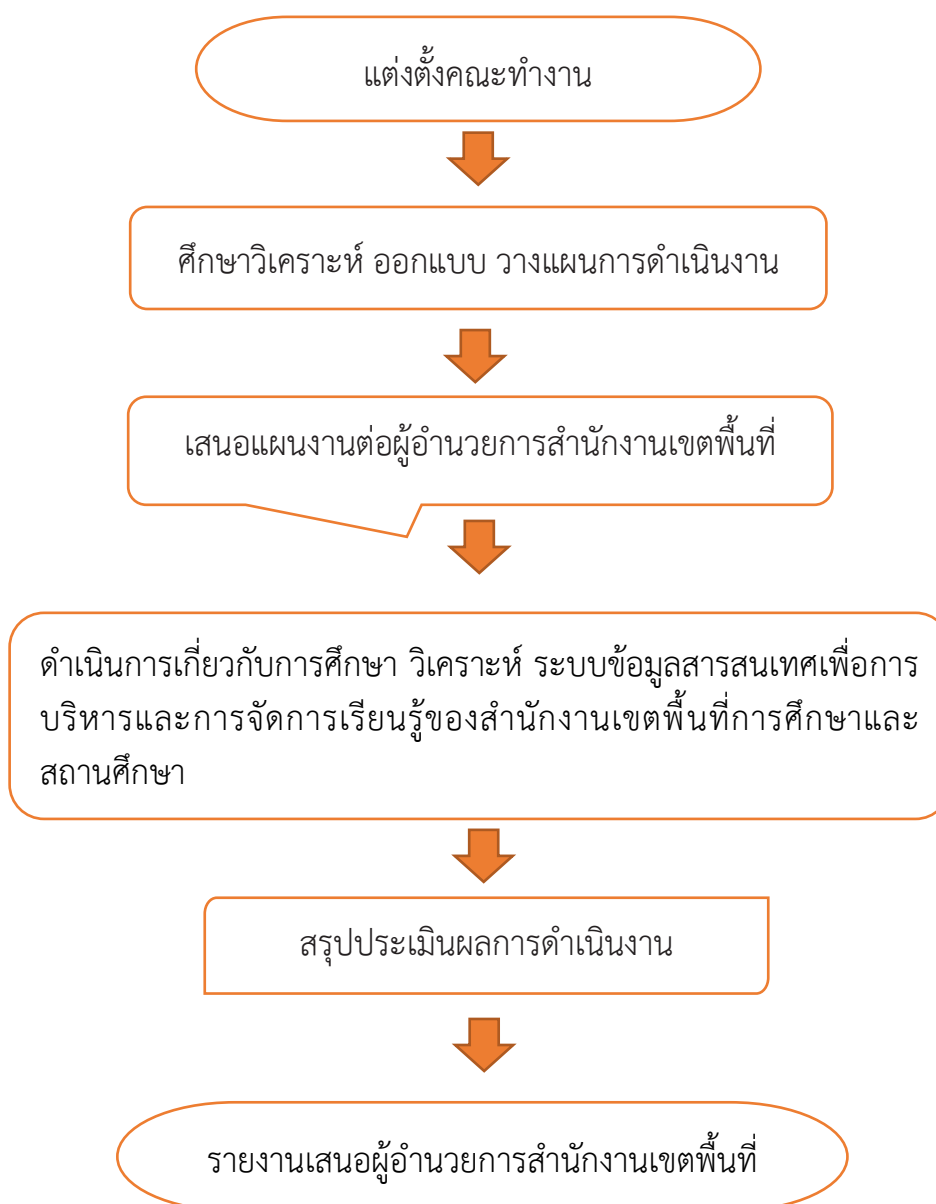 แต่งตั้งคณะทำงาน
ศึกษาวิเคราะห์ ออกแบบ วางแผนการดำเนินงาน
เสนอแผนงานต่อผู้อำนวยการสำนักงานเขตพื้นที่
ดำเนินการเกี่ยวกับการศึกษา วิเคราะห์ ระบบข้อมูลสารสนเทศเพื่อการ
บริหารและการจัดการเรียนรู้ของสำนักงานเขตพื้นที่การศึกษาและ
สถานศึกษา
สรุปประเมินผลการดำเนินงาน
รายงานเสนอผู้อำนวยการสำนักงานเขตพื้นที่